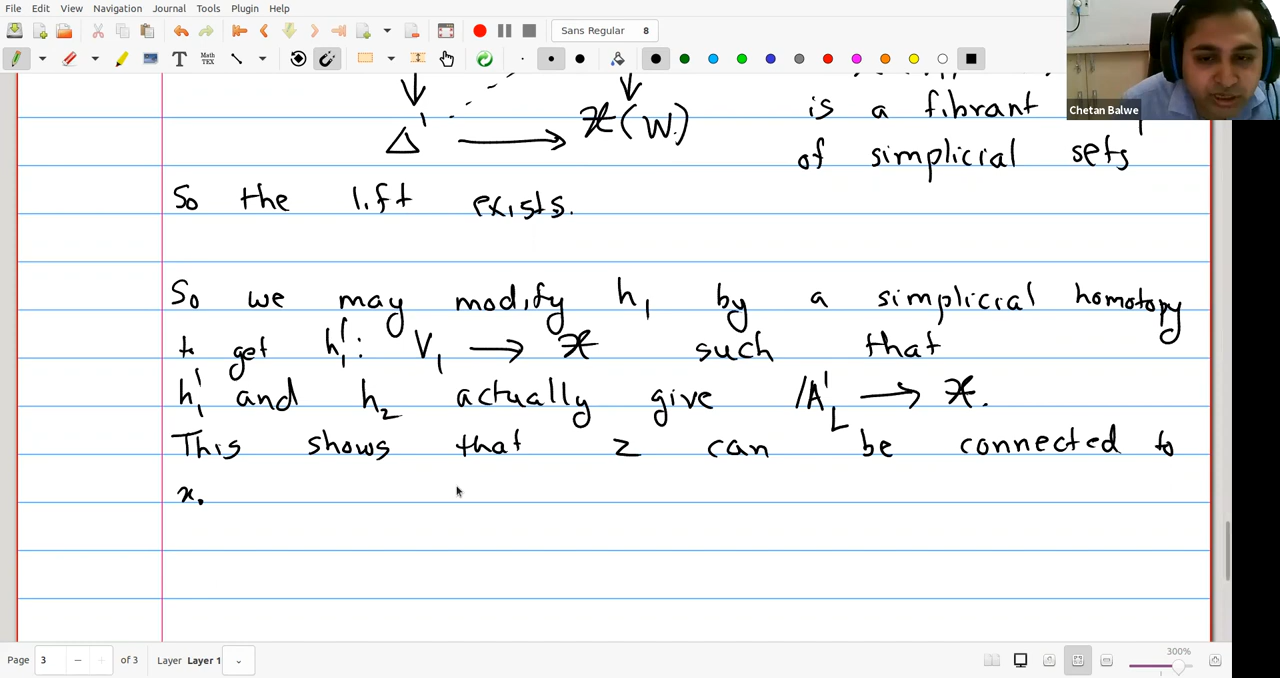 File Edit View Navigation Journal Tools Plugin Help
Sans Regular 8
Chetan Balwe
is a fibrant
Δ' ⟶ 𝒳(W)
of simplicial sets
So the lift exists.
So we may modify h₁ by a simplicial homotopy
to get h₁': V₁ ⟶ 𝒳 such that
h₁' and h₂ actually give 𝔸'_L ⟶ 𝒳.
This shows that z can be connected to
x.
Page 3 of 3 Layer Layer 1
300%